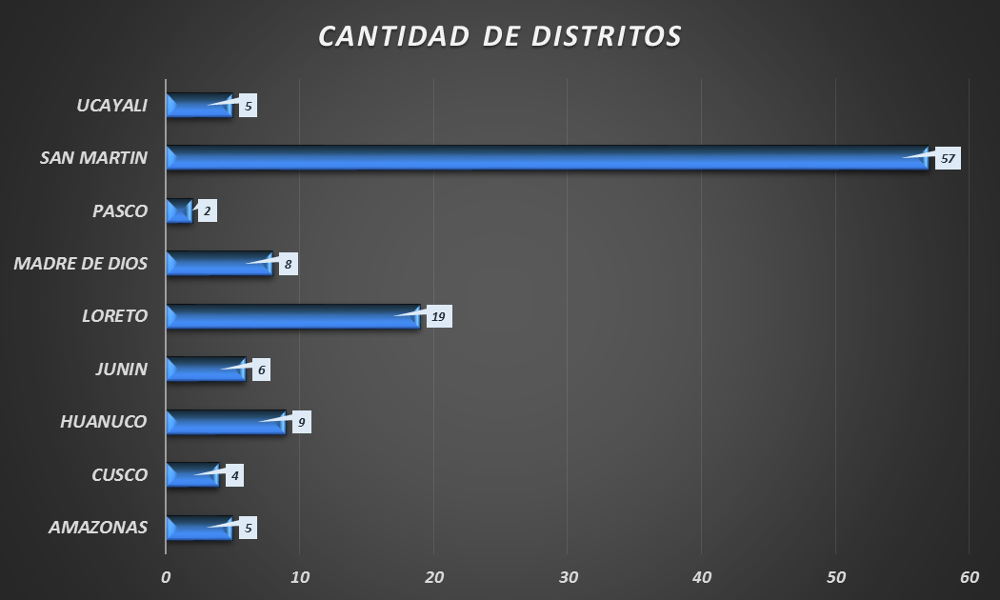 CANTIDAD DE DISTRITOS
UCAYALI 5
SAN MARTIN 57
PASCO 2
MADRE DE DIOS 8
LORETO 19
JUNIN 6
HUANUCO 9
CUSCO 4
AMAZONAS 5
0 10 20 30 40 50 60